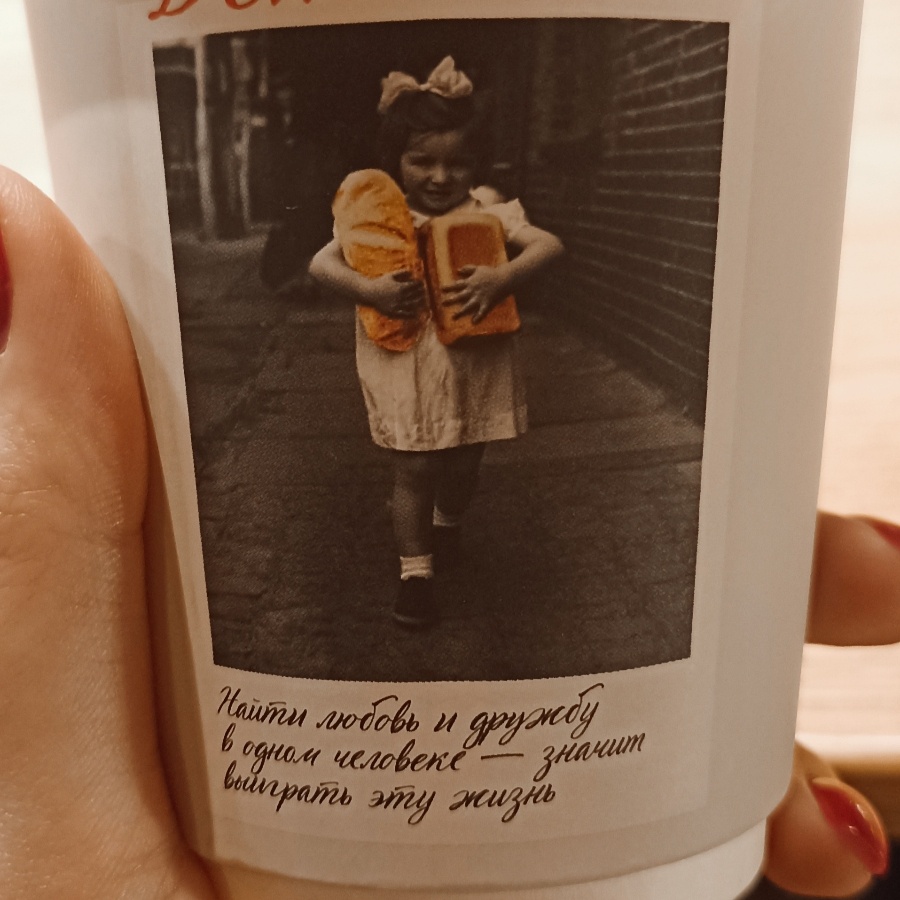 Найти любовь и дружбу
в одном человеке — значит
выиграть эту жизнь